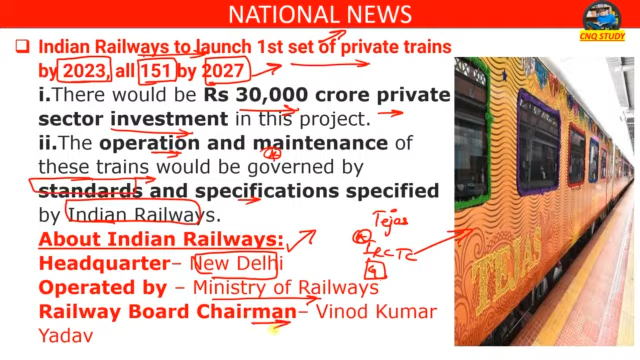 NATIONAL NEWS
CNQ STUDY
Indian Railways to launch 1st set of private trains
by 2023, all 151 by 2027
i.There would be Rs 30,000 crore private
sector investment in this project.
ii.The operation and maintenance of
these trains would be governed by
standards and specifications specified
by Indian Railways.
About Indian Railways:
Headquarter– New Delhi
Operated by – Ministry of Railways
Railway Board Chairman– Vinod Kumar
Yadav
Tejas
IRCTC
TEJAS